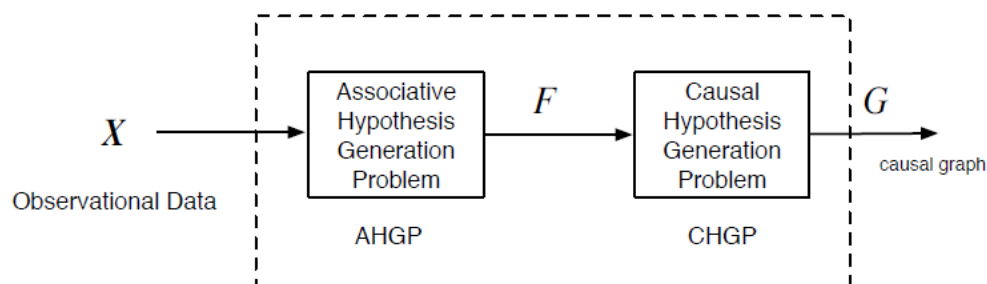 X
Observational Data
Associative
Hypothesis
Generation
Problem
AHGP
F
Causal
Hypothesis
Generation
Problem
CHGP
G
causal graph